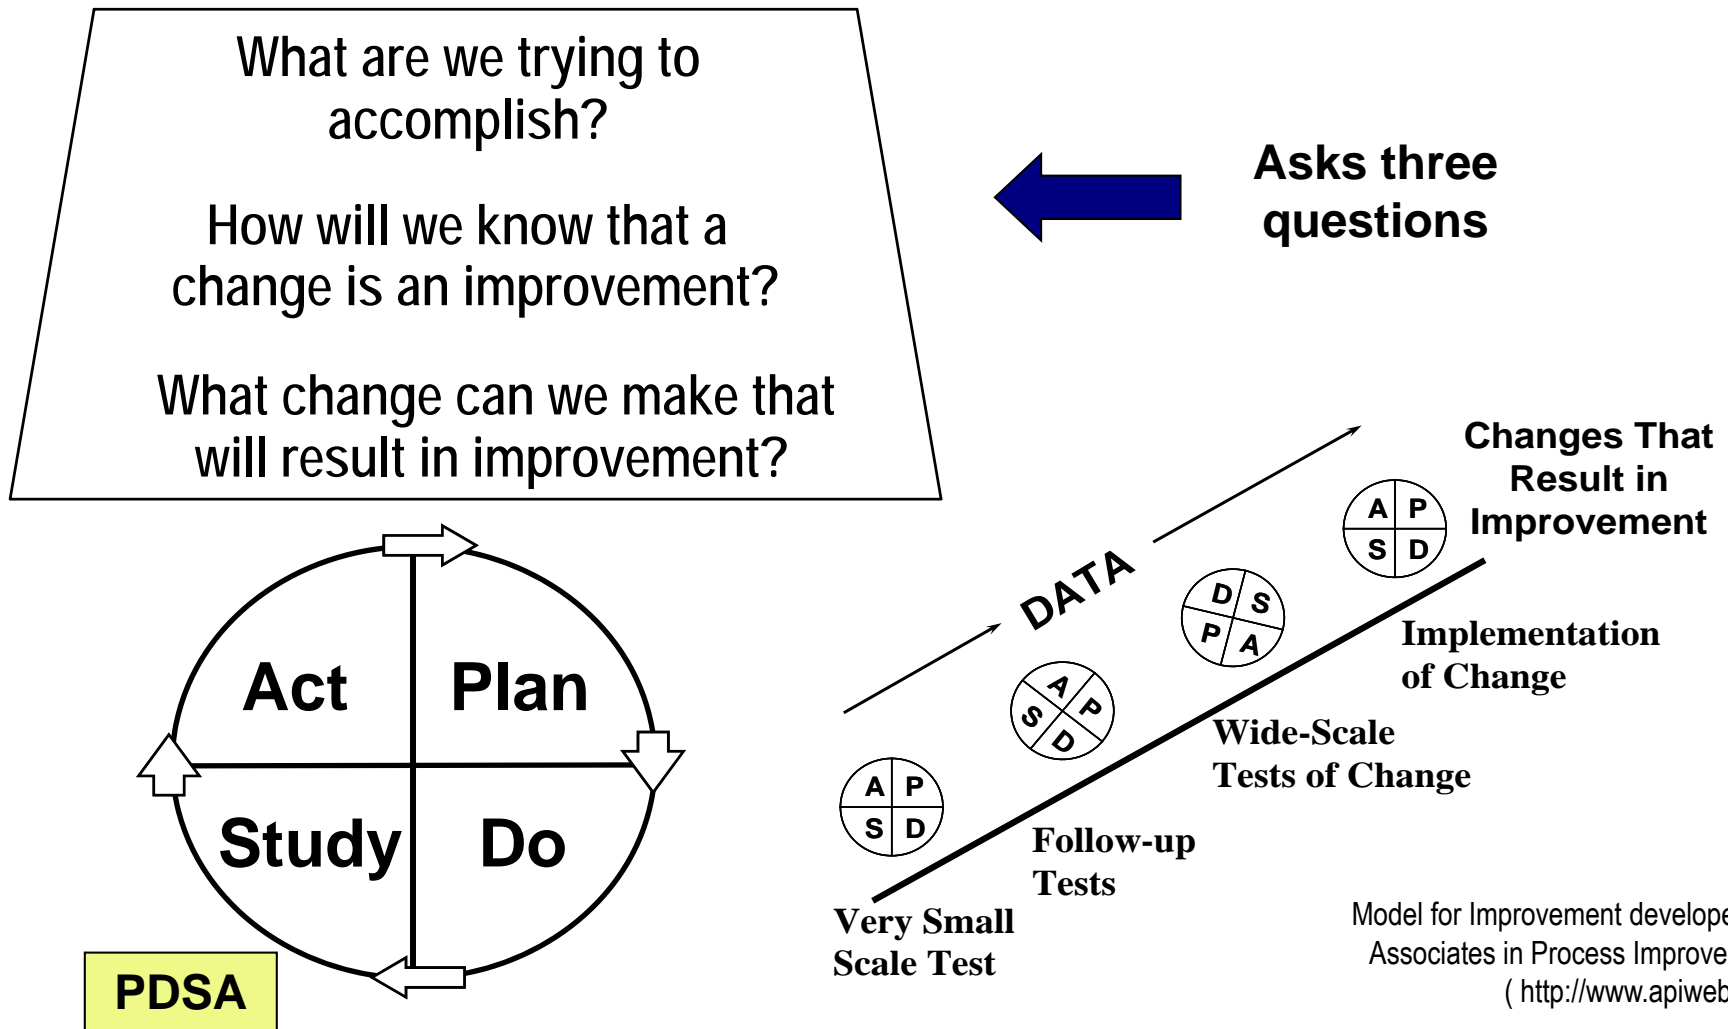 What are we trying to
accomplish?
How will we know that a
change is an improvement?
What change can we make that
will result in improvement?
Asks three
questions
Act
Plan
Study
Do
PDSA
DATA
A P
S D
A P
S D
D S
P A
A P
S D
Changes That
Result in
Improvement
Implementation
of Change
Wide-Scale
Tests of Change
Follow-up
Tests
Very Small
Scale Test
Model for Improvement develope
Associates in Process Improve
( http://www.apiweb